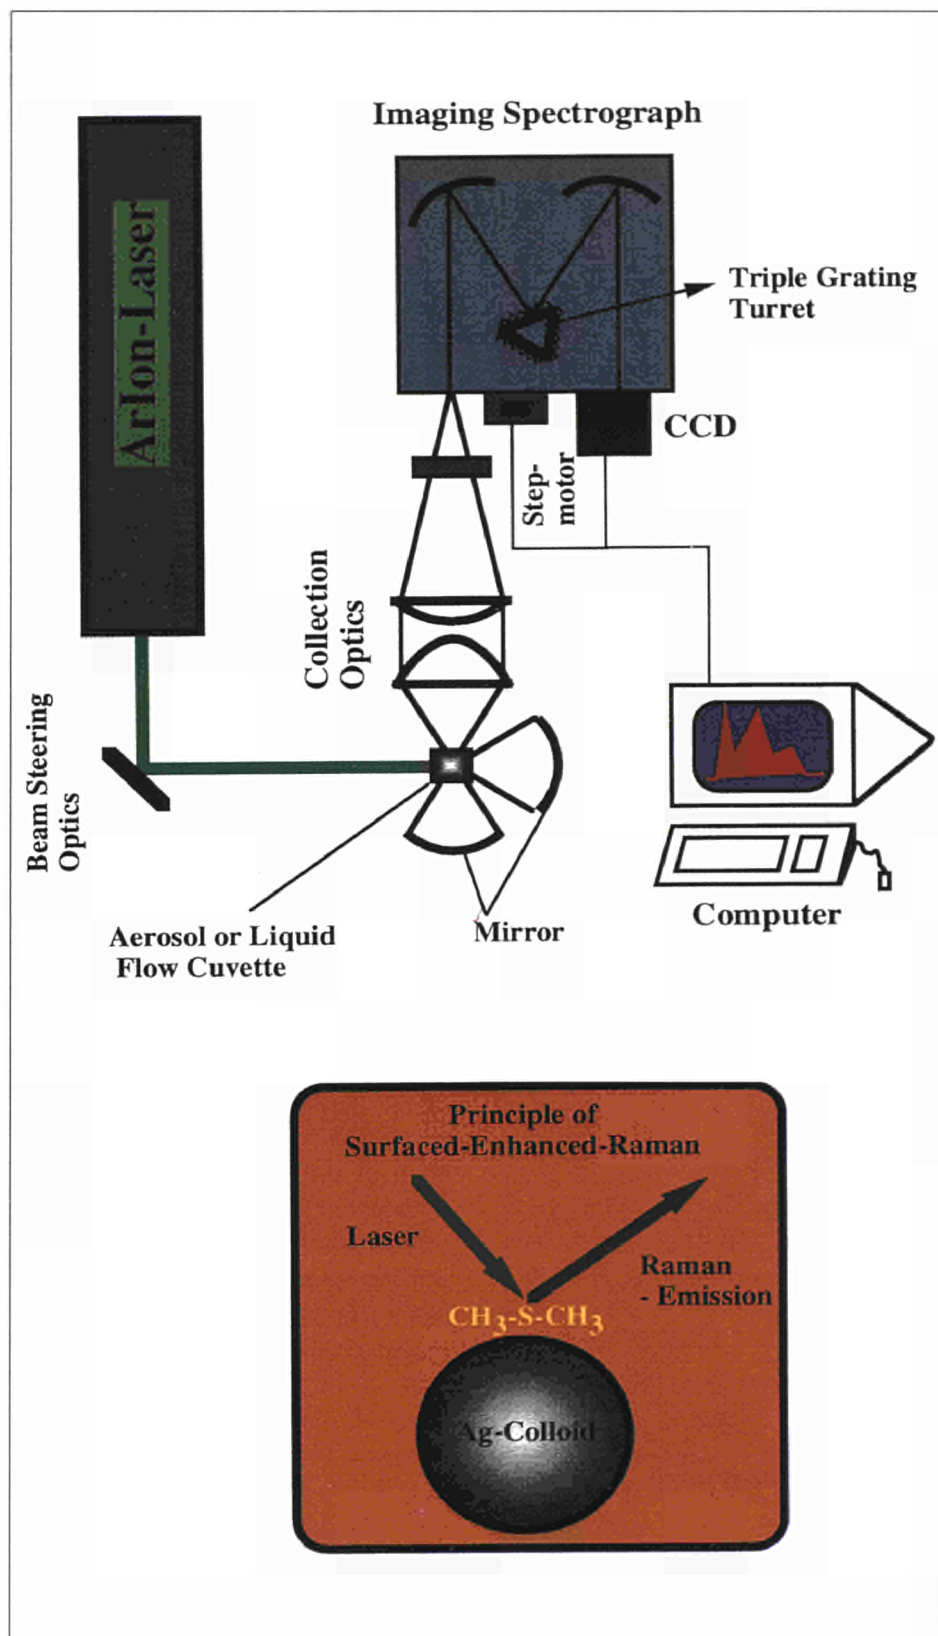 Imaging Spectrograph
ArIon-Laser
Triple Grating
Turret
CCD
Step-
motor
Collection
Optics
Beam Steering
Optics
Aerosol or Liquid
Flow Cuvette
Mirror
Computer
Principle of
Surfaced-Enhanced-Raman
Laser
Raman
- Emission
CH3-S-CH3
Ag-Colloid